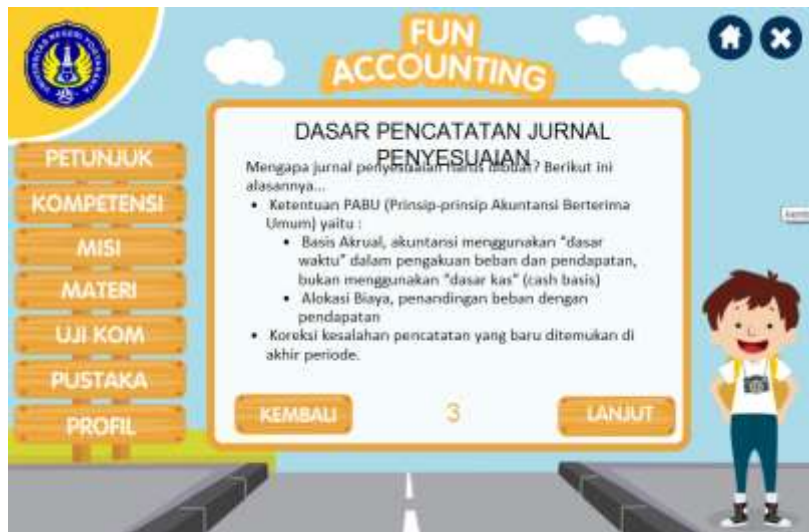 UNIVERSITAS NEGERI YOGYAKARTA
FUN
ACCOUNTING
PETUNJUK
KOMPETENSI
MISI
MATERI
UJI KOM
PUSTAKA
PROFIL
DASAR PENCATATAN JURNAL
PENYESUAIAN
Mengapa jurnal penyesuaian harus dibuat? Berikut ini
alasannya...
• Ketentuan PABU (Prinsip-prinsip Akuntansi Berterima
Umum) yaitu :
• Basis Akrual, akuntansi menggunakan "dasar
waktu" dalam pengakuan beban dan pendapatan,
bukan menggunakan "dasar kas" (cash basis)
• Alokasi Biaya, penandingan beban dengan
pendapatan
• Koreksi kesalahan pencatatan yang baru ditemukan di
akhir periode.
KEMBALI
3
LANJUT